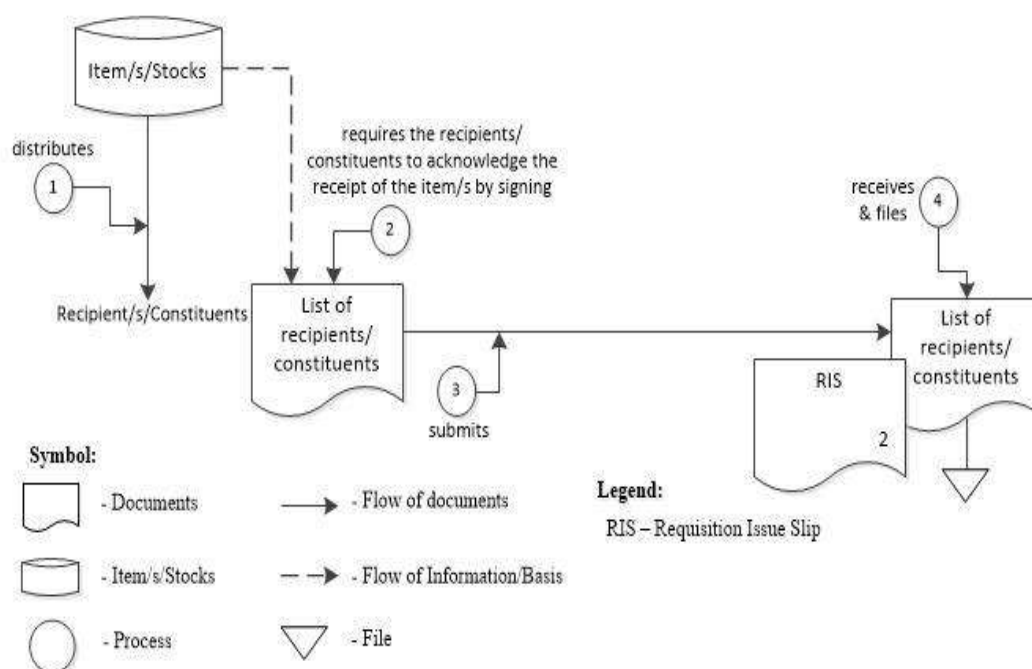 Item/s/Stocks
distributes
1
Recipient/s/Constituents
requires the recipients/
constituents to acknowledge the
receipt of the item/s by signing
2
List of
recipients/
constituents
3
submits
receives
& files
4
List of
recipients/
constituents
RIS
2
Symbol:
- Documents
- Flow of documents
- Item/s/Stocks
- Flow of Information/Basis
- Process
- File
Legend:
RIS – Requisition Issue Slip